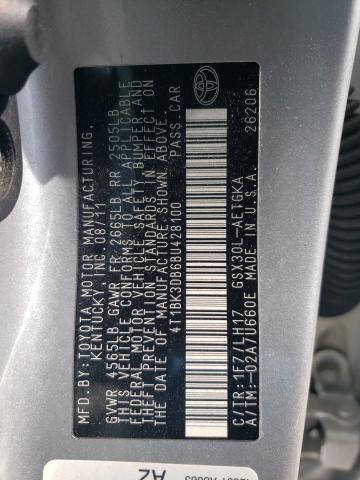 MFD.BY:TOYOTA MOTOR MANUFACTURING,
KENTUCKY, INC. 08/11
GVWR 4565LB GAWR FR 2665LB RR 2505LB
THIS VEHICLE CONFORMS TO ALL APPLICABLE
FEDERAL MOTOR VEHICLE SAFETY, BUMPER AND
THEFT PREVENTION STANDARDS IN EFFECT ON
THE DATE OF MANUFACTURE SHOWN ABOVE.
4T1BK3DB6BU428100 PASS.CAR
C/TR:1F7/LH17 GSX30L-AETGKA
A/TM:-02A/U660E MADE IN U.S.A. 26206
TOYOTA
A2